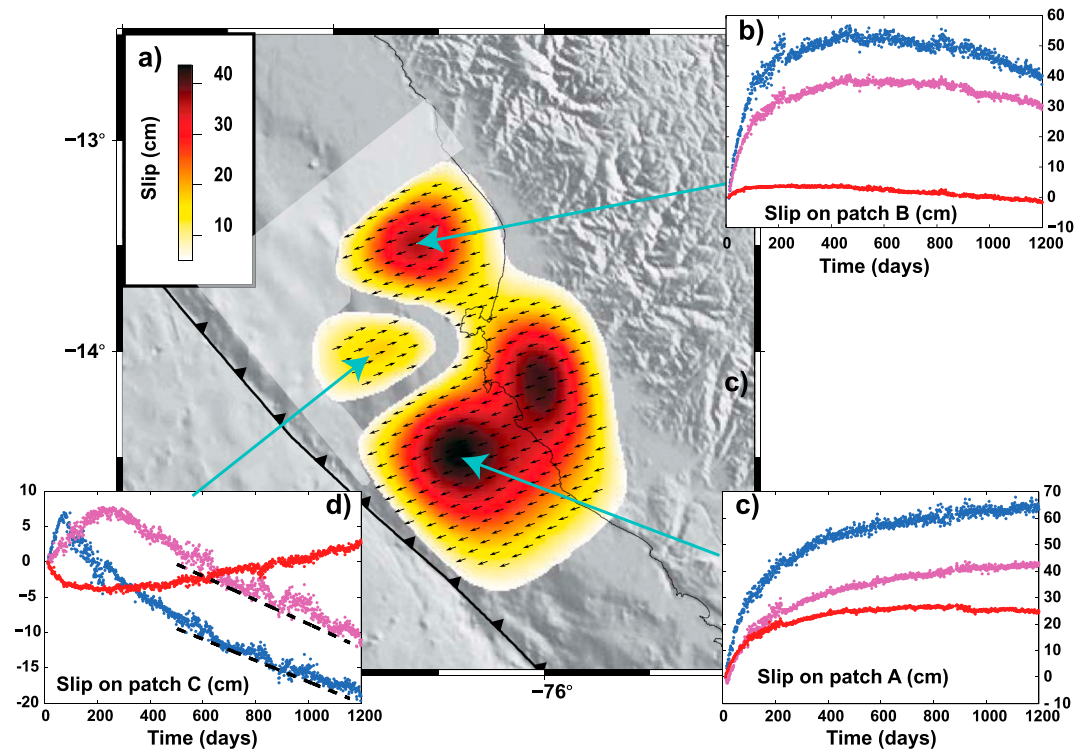 a)
Slip (cm)
40
30
20
10
−13°
−14°
−76°
c)
b)
60
50
40
30
20
10
0
−10
Slip on patch B (cm)
0 200 400 600 800 1000 1200
Time (days)
d)
10
5
0
−5
−10
−15
−20
Slip on patch C (cm)
0 200 400 600 800 1000 1200
Time (days)
c)
70
60
50
40
30
20
10
0
- 10
Slip on patch A (cm)
0 200 400 600 800 1000 1200
Time (days)